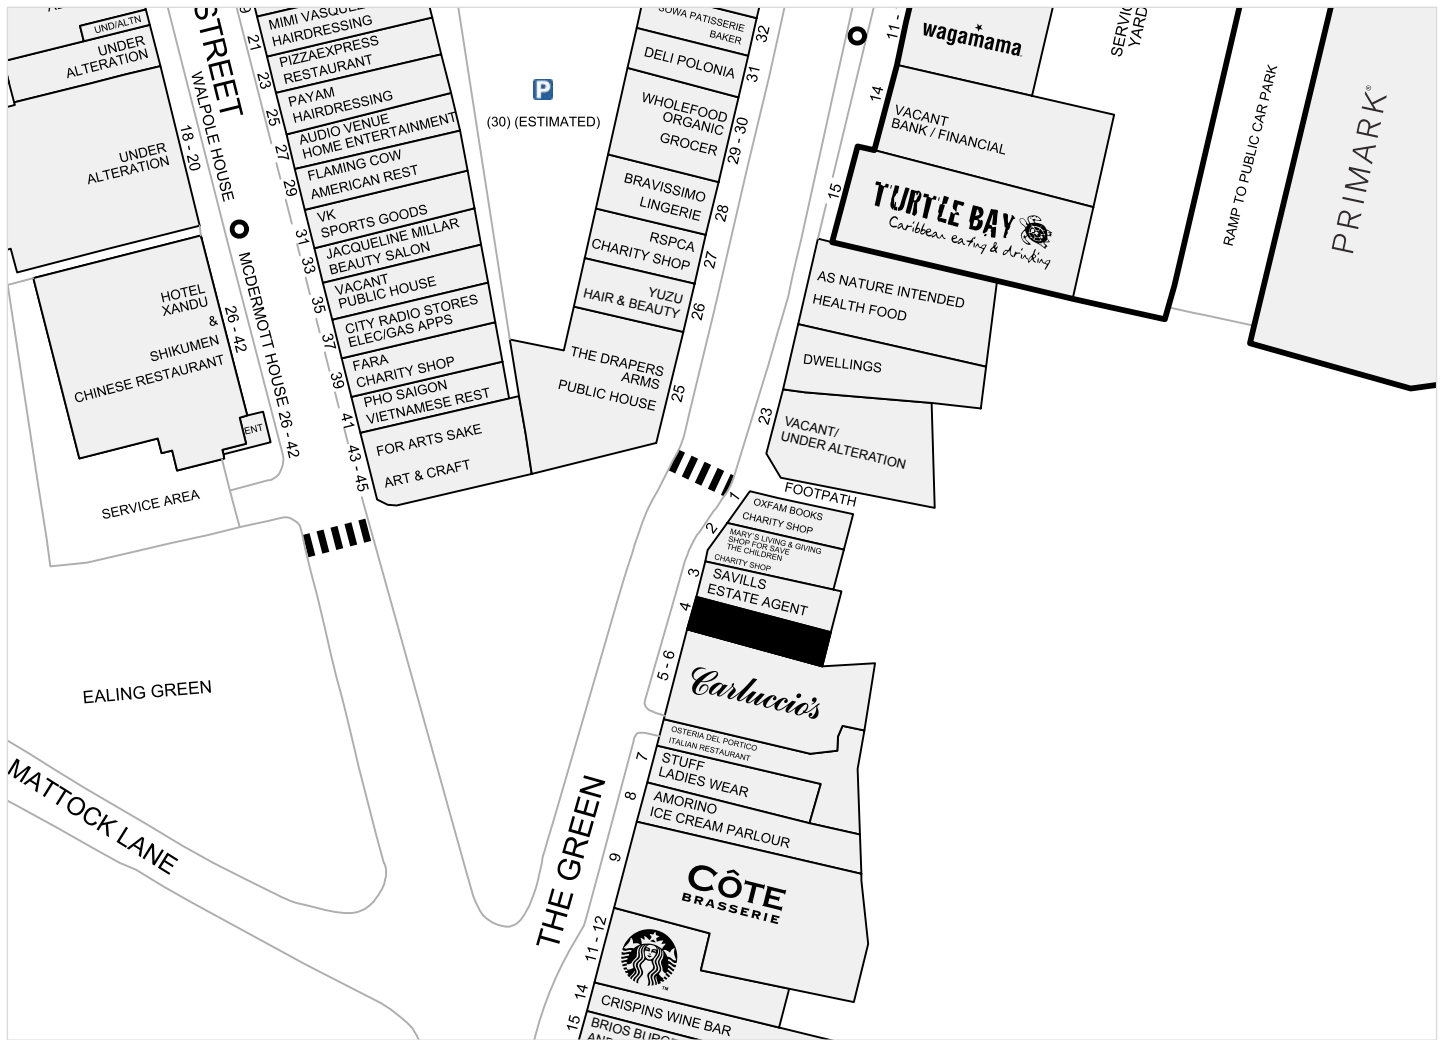 UND/ALTN
UNDER
ALTERATION
UNDER
ALTERATION
18 - 20
WALPOLE HOUSE
STREET
HOTEL
XANDU
&
SHIKUMEN
CHINESE RESTAURANT
26 - 42
MCDERMOTT HOUSE 26 - 42
ENT
SERVICE AREA
EALING GREEN
MATTOCK LANE
21
23
25
27
29
31
33
35
37
39
41
43 - 45
MIMI VASQUE
HAIRDRESSING
PIZZAEXPRESS
RESTAURANT
PAYAM
HAIRDRESSING
AUDIO VENUE
HOME ENTERTAINMENT
FLAMING COW
AMERICAN REST
VK
SPORTS GOODS
JACQUELINE MILLAR
BEAUTY SALON
VACANT
PUBLIC HOUSE
CITY RADIO STORES
ELEC/GAS APPS
FARA
CHARITY SHOP
PHO SAIGON
VIETNAMESE REST
FOR ARTS SAKE
ART & CRAFT
P
(30) (ESTIMATED)
SOWA PATISSERIE
BAKER
DELI POLONIA
WHOLEFOOD
ORGANIC
GROCER
BRAVISSIMO
LINGERIE
RSPCA
CHARITY SHOP
YUZU
HAIR & BEAUTY
THE DRAPERS
ARMS
PUBLIC HOUSE
32
31
29 - 30
28
27
26
25
11 -
14
15
23
wagamama
VACANT
BANK / FINANCIAL
TURTLE BAY
Caribbean eating & drinking
AS NATURE INTENDED
HEALTH FOOD
DWELLINGS
VACANT/
UNDER ALTERATION
FOOTPATH
YARD
RAMP TO PUBLIC CAR PARK
PRIMARK®
1
2
3
4
5 - 6
7
8
9
11 - 12
14
15
OXFAM BOOKS
CHARITY SHOP
MARY'S LIVING & GIVING
SHOP FOR SAVE
THE CHILDREN
CHARITY SHOP
SAVILLS
ESTATE AGENT
Carluccio's
OSTERIA DEL PORTICO
ITALIAN RESTAURANT
STUFF
LADIES WEAR
AMORINO
ICE CREAM PARLOUR
CÔTE
BRASSERIE
TM
CRISPINS WINE BAR
THE GREEN